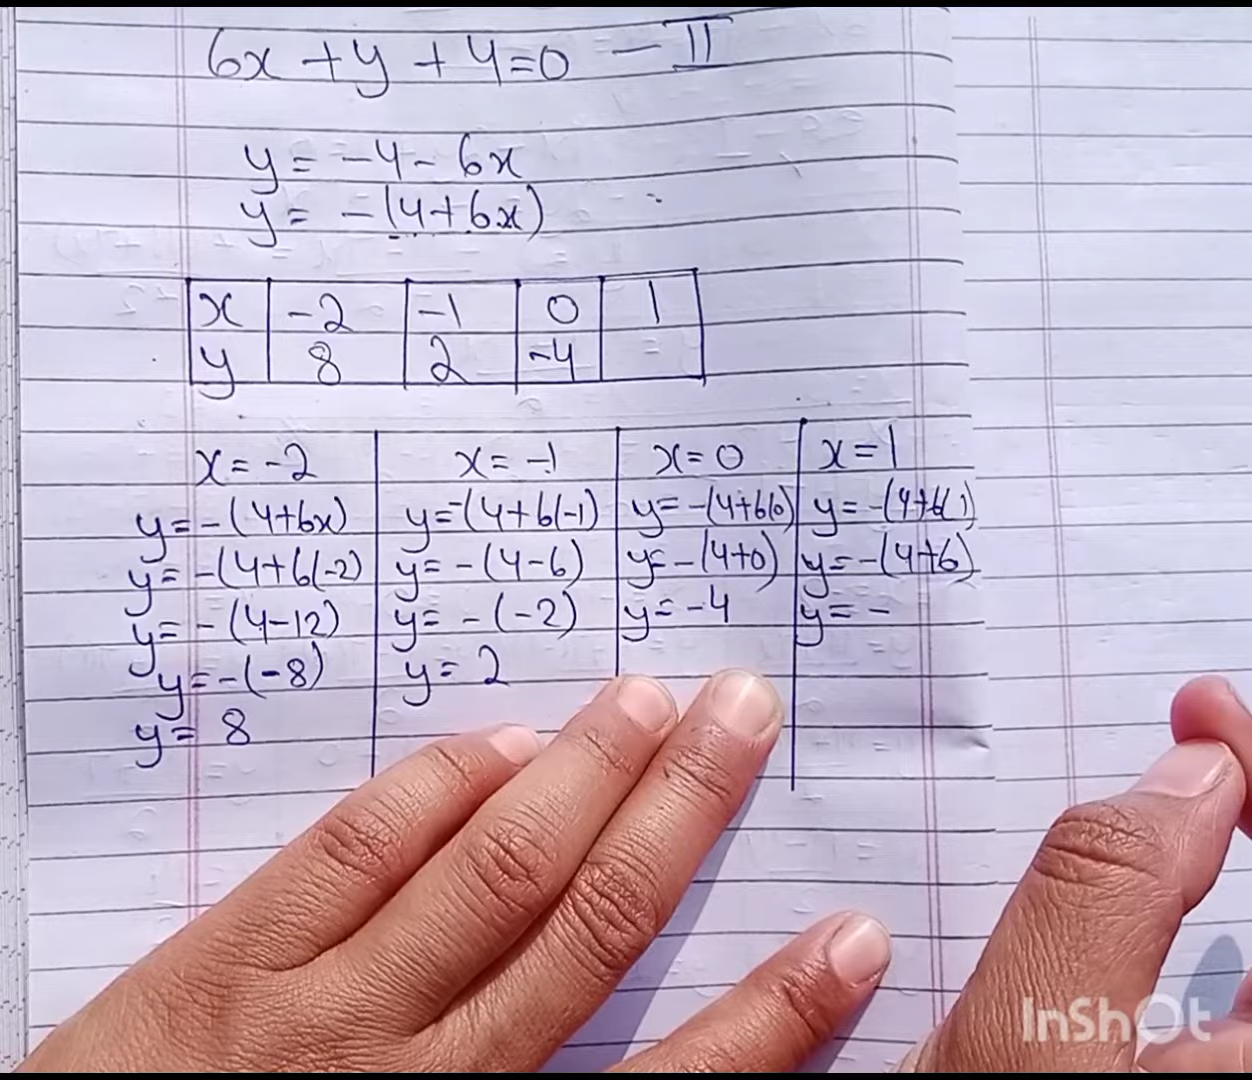 6x + y + 4 = 0 — II
y = -4 - 6x
y = -(4+6x)
x -2 -1 0 1
y 8 2 -4
x = -2
y = -(4+6x)
y = -(4+6(-2)
y = -(4-12)
y = -(-8)
y = 8
x = -1
y = -(4+6(-1)
y = -(4-6)
y = -(-2)
y = 2
x = 0
y = -(4+6(0)
y = -(4+0)
y = -4
x = 1
y = -(4+6(1)
y = -(4+6)
y = -
InShOt